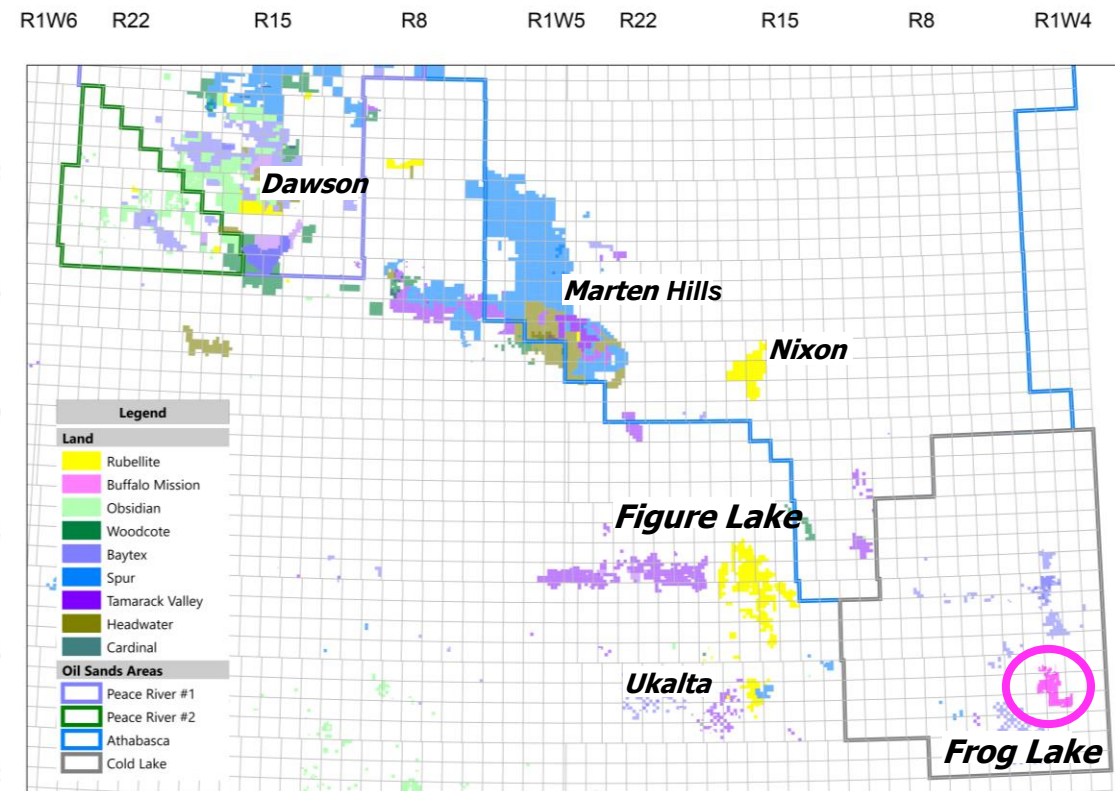 R1W6 R22 R15 R8 R1W5 R22 R15 R8 R1W4
Dawson
Marten Hills
Nixon
Figure Lake
Ukalta
Frog Lake
Legend
Land
Rubellite
Buffalo Mission
Obsidian
Woodcote
Baytex
Spur
Tamarack Valley
Headwater
Cardinal
Oil Sands Areas
Peace River #1
Peace River #2
Athabasca
Cold Lake